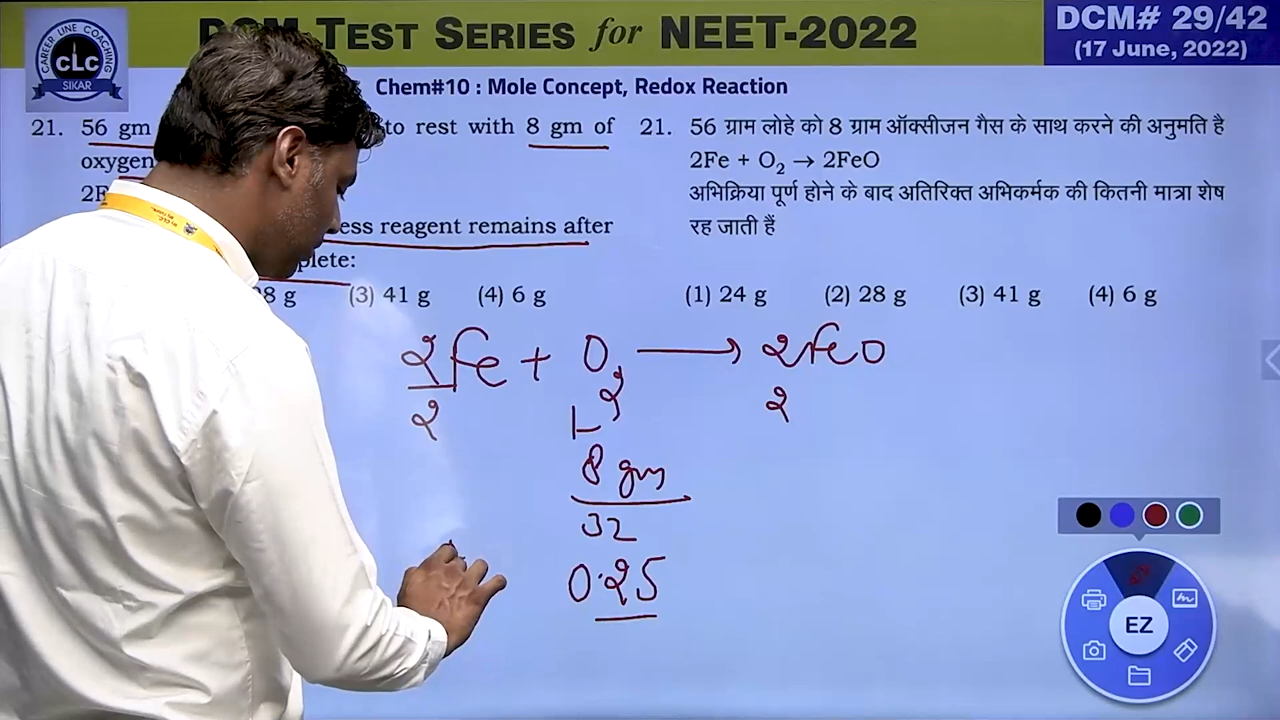 CAREER LINE COACHING
CLC
SIKAR
TEST SERIES for NEET-2022
DCM# 29/42
(17 June, 2022)
Chem#10 : Mole Concept, Redox Reaction
21. 56 gm to rest with 8 gm of
oxygen
ess reagent remains after
plete:
8 g (3) 41 g (4) 6 g
21. 56 ग्राम लोहे को 8 ग्राम ऑक्सीजन गैस के साथ करने की अनुमति है
2Fe + O₂ → 2FeO
अभिक्रिया पूर्ण होने के बाद अतिरिक्त अभिकर्मक की कितनी मात्रा शेष
रह जाती हैं
(1) 24 g (2) 28 g (3) 41 g (4) 6 g
2Fe + O₂ → 2FeO
2 1 2
8 gm
32
0.25
EZ